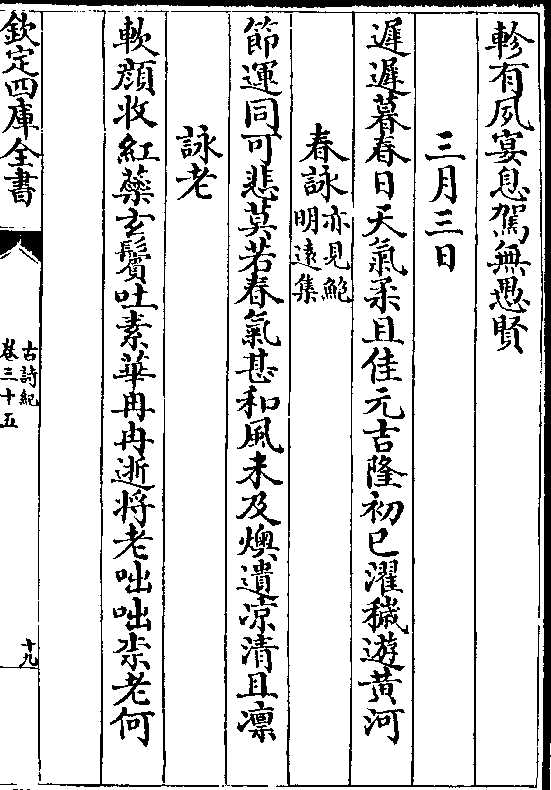 軫有夙宴息駕無愚賢
三月三日
遲遲暮春日天氣柔且佳元吉隆初巳濯穢遊黄河
春詠亦見鮑明遠集
節運同可悲莫若春氣甚和風未及燠遺凉清且凛
詠老
軟顔收紅蘂玄鬢吐素華冉冉逝将老咄咄柰老何
欽定四庫全書
古詩紀
卷三十五
十九